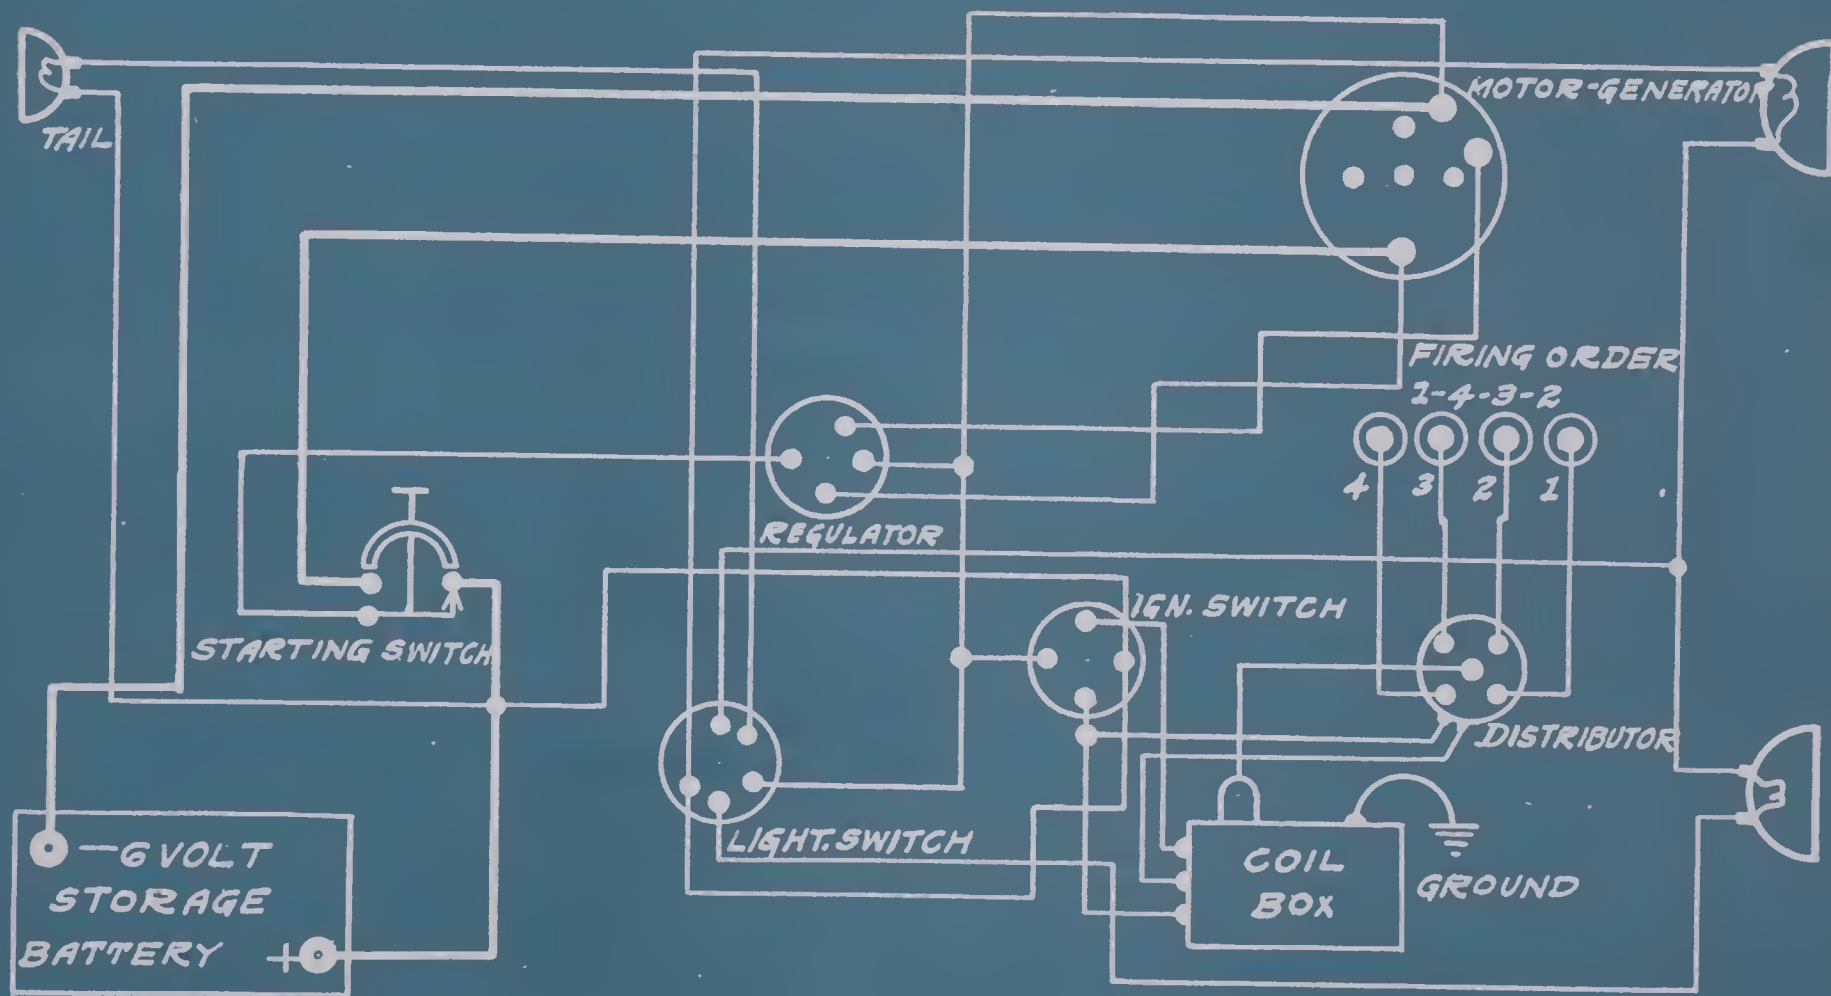 TAIL
MOTOR-GENERATOR
FIRING ORDER
1-4-3-2
4 3 2 1
REGULATOR
IGN. SWITCH
STARTING SWITCH
DISTRIBUTOR
LIGHT. SWITCH
- 6 VOLT
STORAGE
BATTERY +
COIL
BOX
GROUND